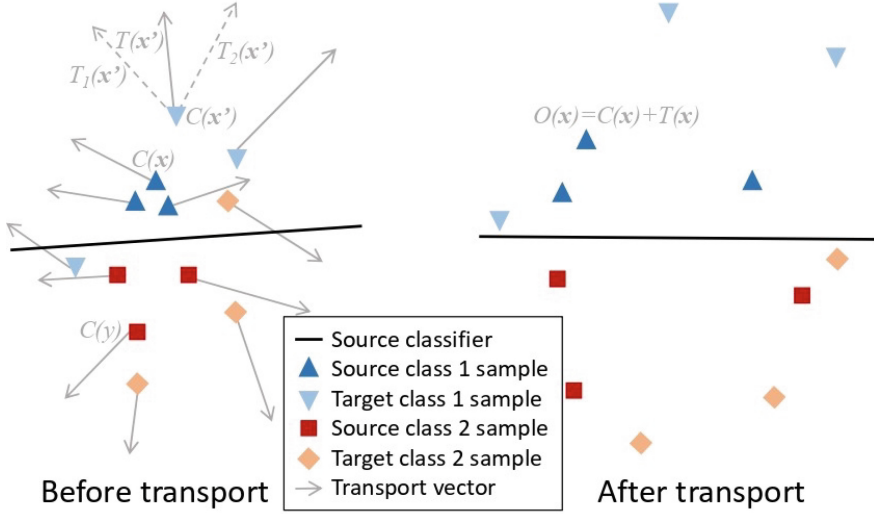 T(x')
T₁(x')
T₂(x')
C(x')
C(x)
C(y)
O(x)=C(x)+T(x)
Source classifier
Source class 1 sample
Target class 1 sample
Source class 2 sample
Target class 2 sample
Transport vector
Before transport
After transport